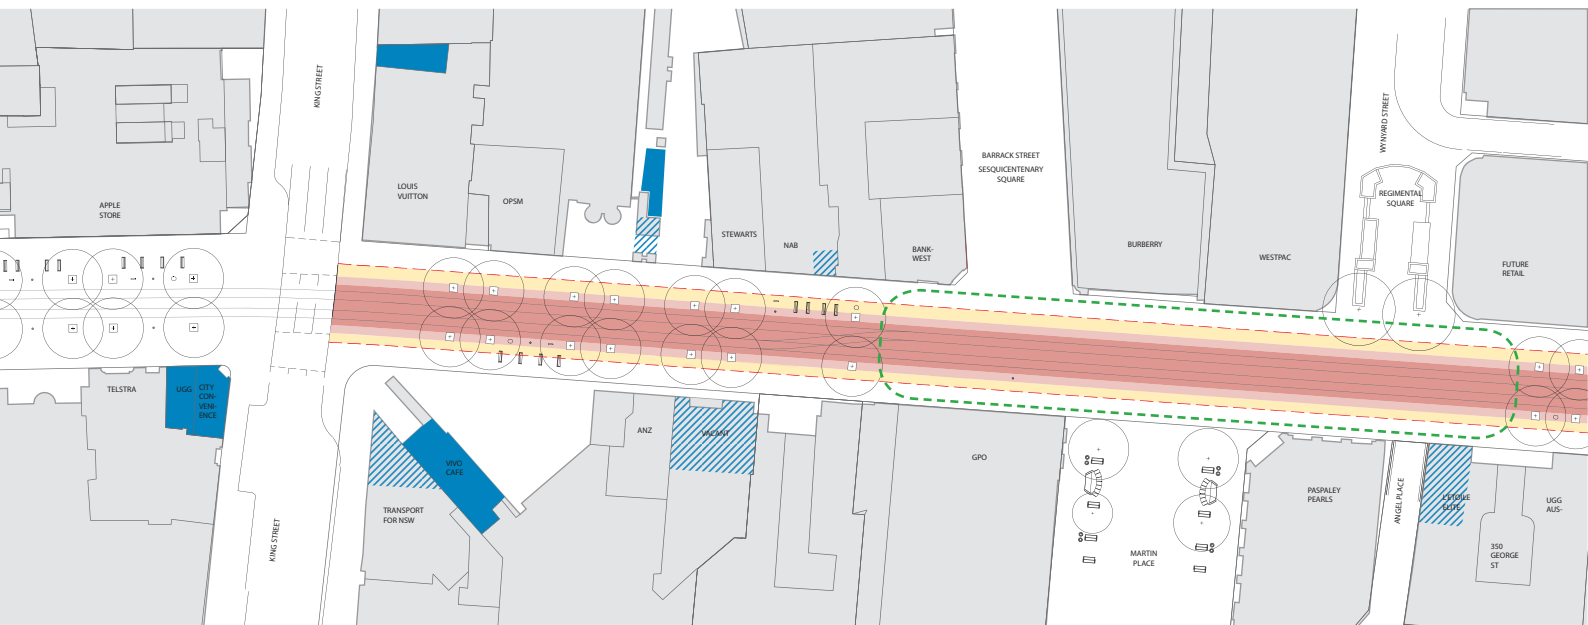 KING STREET
LOUIS
VUITTON
OPSM
APPLE
STORE
STEWARTS
NAB
BANK-
WEST
BARRACK STREET
SESQUICENTENARY
SQUARE
BURBERRY
WESTPAC
WYNYARD STREET
REGIMENTAL
SQUARE
FUTURE
RETAIL
TELSTRA
UGG
CITY
CON-
VENI-
ENCE
KING STREET
VIVO
CAFE
TRANSPORT
FOR NSW
ANZ
VACANT
GPO
MARTIN
PLACE
PASPALEY
PEARLS
ANGEL PLACE
L'ETOILE
ELITE
350
GEORGE
ST
UGG
AUS-